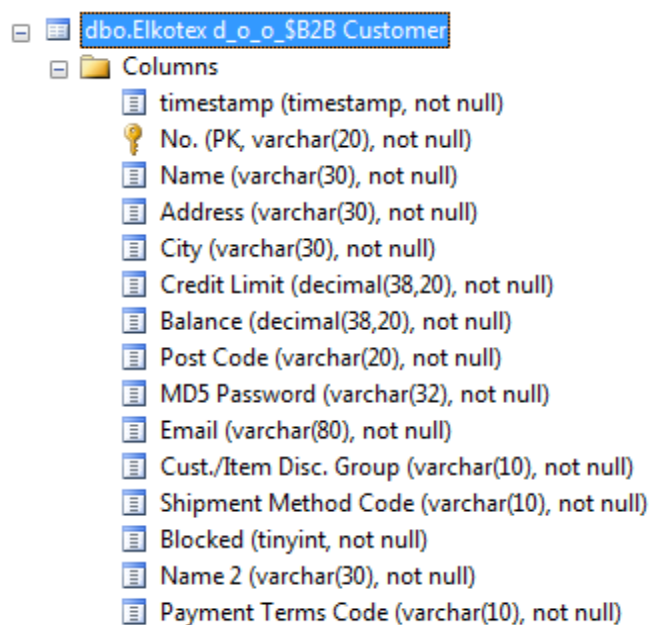 dbo.Elkotex d_o_o_$B2B Customer
Columns
timestamp (timestamp, not null)
No. (PK, varchar(20), not null)
Name (varchar(30), not null)
Address (varchar(30), not null)
City (varchar(30), not null)
Credit Limit (decimal(38,20), not null)
Balance (decimal(38,20), not null)
Post Code (varchar(20), not null)
MD5 Password (varchar(32), not null)
Email (varchar(80), not null)
Cust./Item Disc. Group (varchar(10), not null)
Shipment Method Code (varchar(10), not null)
Blocked (tinyint, not null)
Name 2 (varchar(30), not null)
Payment Terms Code (varchar(10), not null)